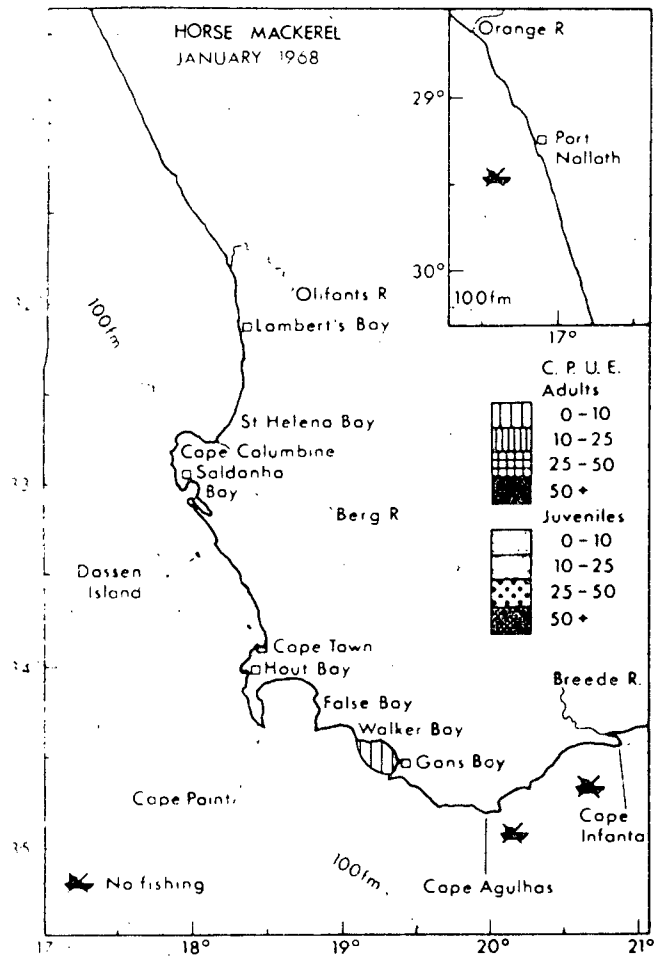 HORSE MACKEREL
JANUARY 1968
Orange R
29°
Port
Nallath
30°
100fm
17°
Olifants R
100fm
Lambert's Bay
C. P. U. E.
Adults
0-10
10-25
25-50
50+
Juveniles
0-10
10-25
25-50
50+
St Helena Bay
Cape Calumbine
Saldanha
Bay
33
Berg R
Dassen
Island
Cape Town
34
Hout Bay
Breede R.
False Bay
Walker Bay
Gans Bay
Cape Paint
Cape
Infanta
35
100fm
No fishing
Cape Agulhas
17
18°
19°
20°
21°